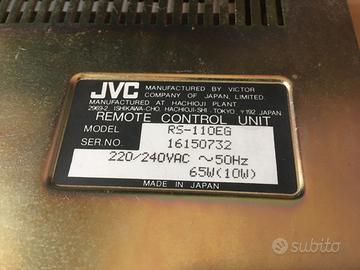 JVC MANUFACTURED BY VICTOR
COMPANY OF JAPAN, LIMITED.
MANUFACTURED AT HACHIOJI PLANT
2969-2, ISHIKAWA-CHO, HACHIOJI-SHI, TOKYO, 〒192 JAPAN
REMOTE CONTROL UNIT
MODEL RS-110EG
SER.NO. 16150732
220/240VAC ~50Hz
65W(10W)
MADE IN JAPAN
subito